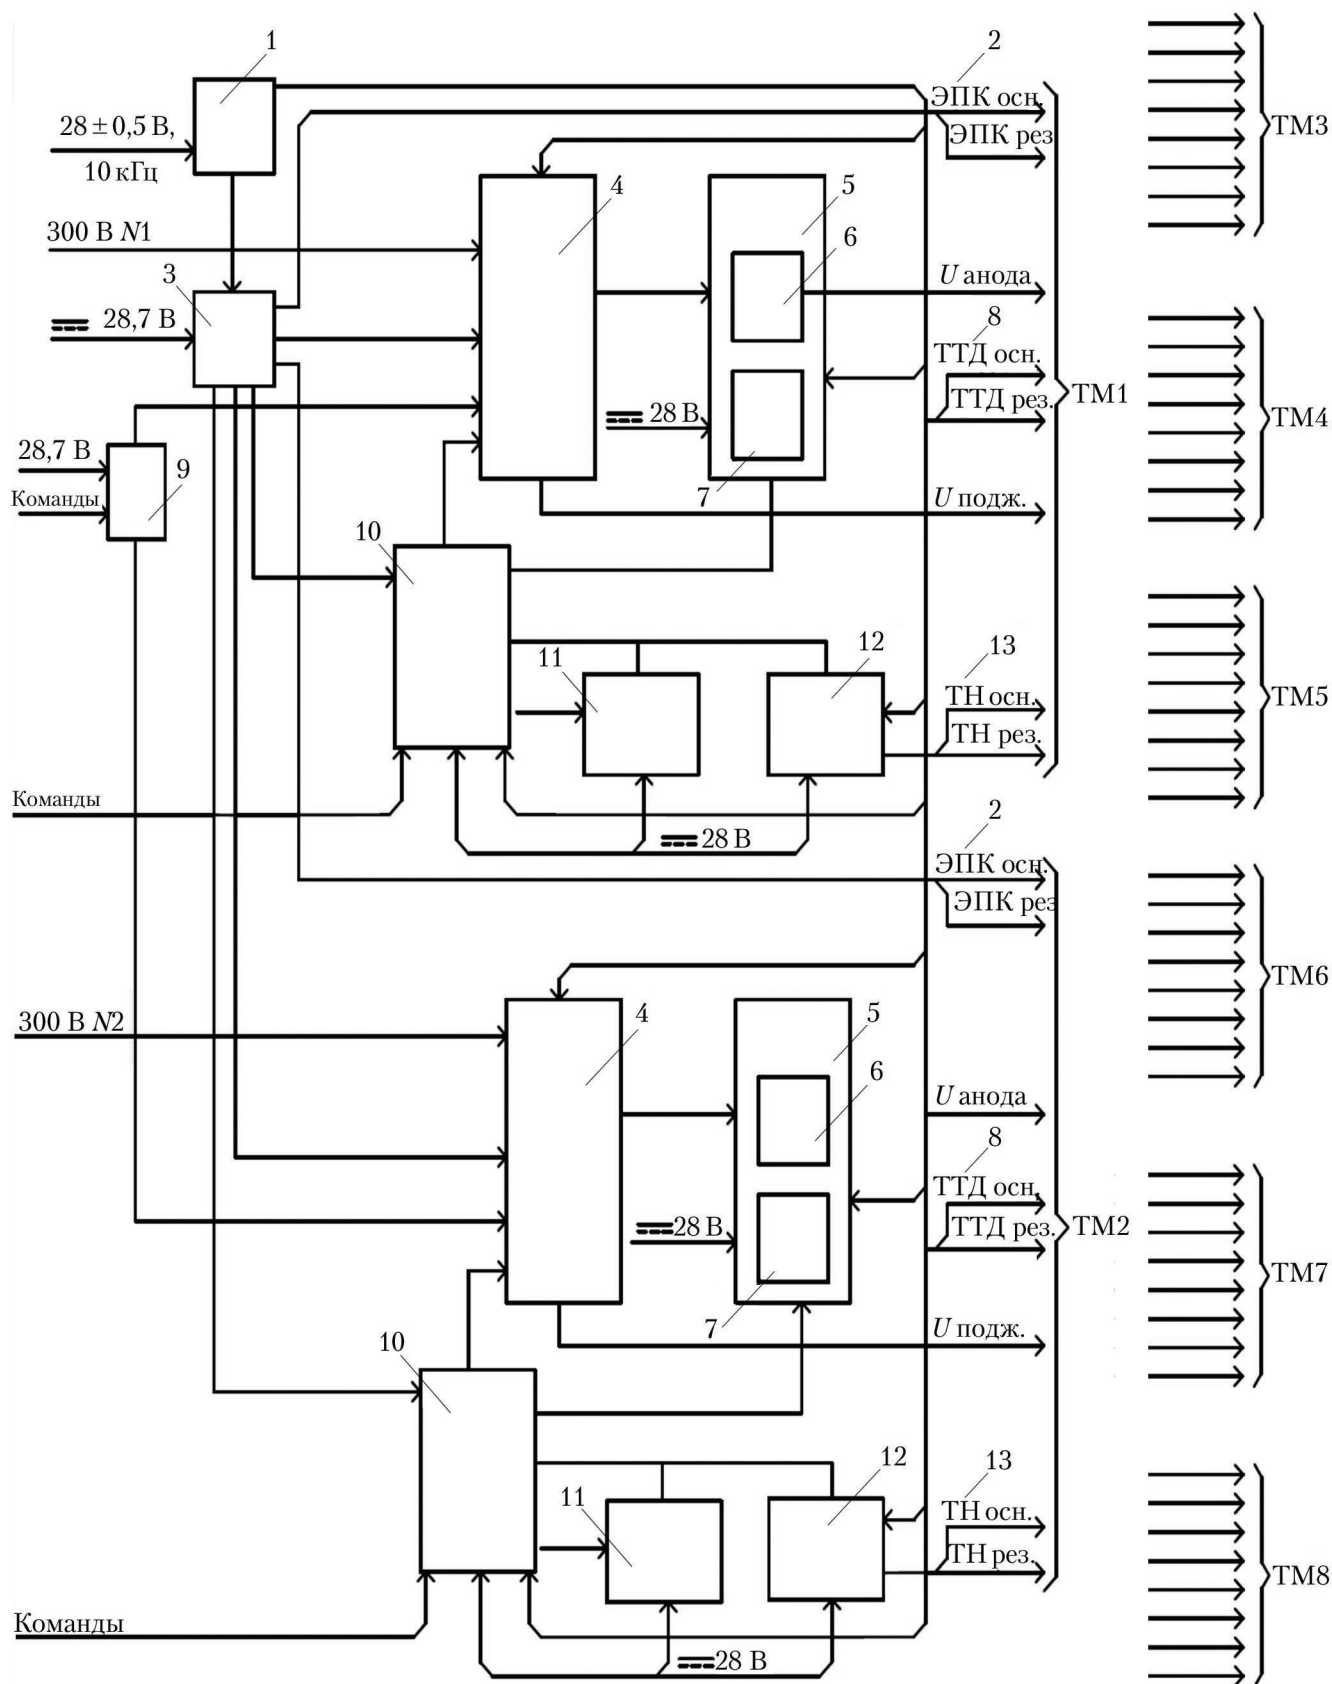 1
2
ЭПК осн.
28 ± 0,5 В,
10 кГц
ЭПК рез
ТМ3
4
5
300 В N1
6
3
U анода
28,7 В
8
ТТД осн.
ТМ1
ТТД рез.
28 В
ТМ4
28,7 В
9
Команды
7
U подж.
10
11
12
13
ТН осн.
ТМ5
ТН рез.
Команды
28 В
2
ЭПК осн.
ЭПК рез
ТМ6
300 В N2
4
5
6
U анода
8
ТТД осн.
28 В
ТТД рез.
ТМ2
ТМ7
7
U подж.
10
11
12
13
ТН осн.
ТН рез.
ТМ8
Команды
28 В